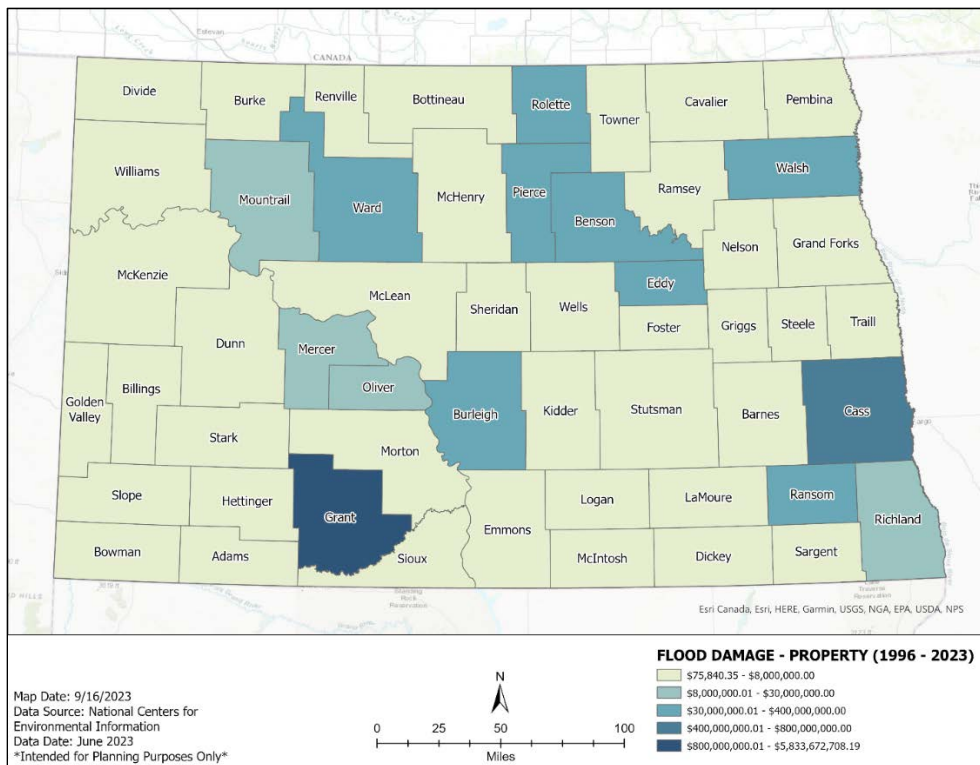 Estevan
CANADA
Divide
Burke
Renville
Bottineau
Rolette
Towner
Cavalier
Pembina
Williams
Mountrail
Ward
McHenry
Pierce
Benson
Ramsey
Walsh
Nelson
Grand Forks
McKenzie
McLean
Sheridan
Wells
Eddy
Foster
Griggs
Steele
Traill
Dunn
Mercer
Oliver
Golden
Valley
Billings
Stark
Burleigh
Kidder
Stutsman
Barnes
Cass
Morton
Slope
Hettinger
Grant
Emmons
Logan
LaMoure
Ransom
Richland
Bowman
Adams
Sioux
McIntosh
Dickey
Sargent
Esri Canada, Esri, HERE, Garmin, USGS, NGA, EPA, USDA, NPS
FLOOD DAMAGE - PROPERTY (1996 - 2023)
$75,840.35 - $8,000,000.00
$8,000,000.01 - $30,000,000.00
$30,000,000.01 - $400,000,000.00
$400,000,000.01 - $800,000,000.00
$800,000,000.01 - $5,833,672,708.19
Map Date: 9/16/2023
Data Source: National Centers for
Environmental Information
Data Date: June 2023
*Intended for Planning Purposes Only*
N
0 25 50 100
Miles